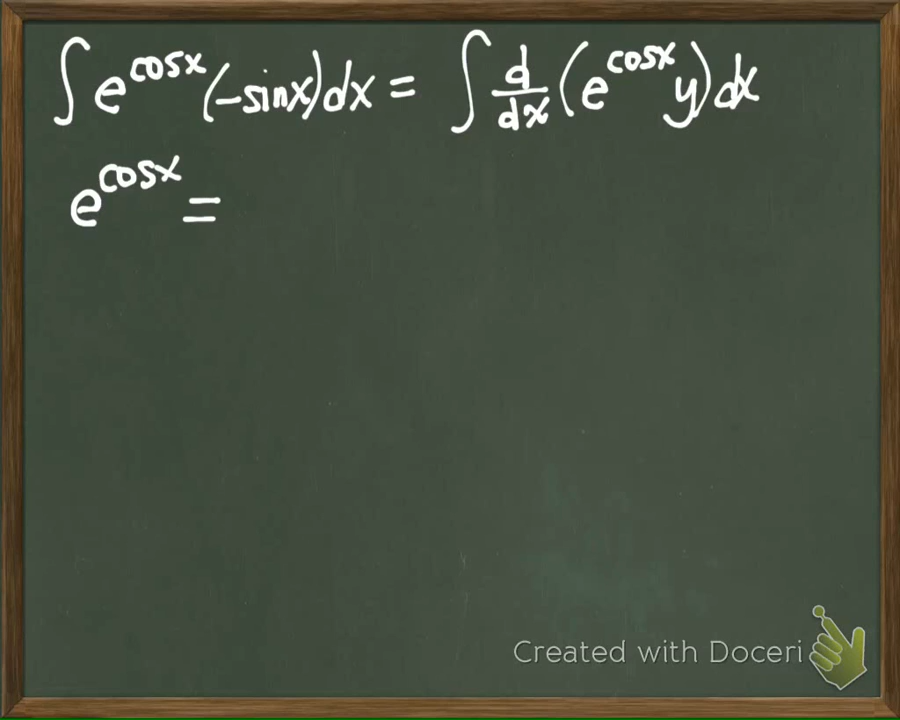 ∫ e^cosx (-sinx)dx = ∫ d/dx (e^cosx y)dx
e^cosx =
Created with Doceri